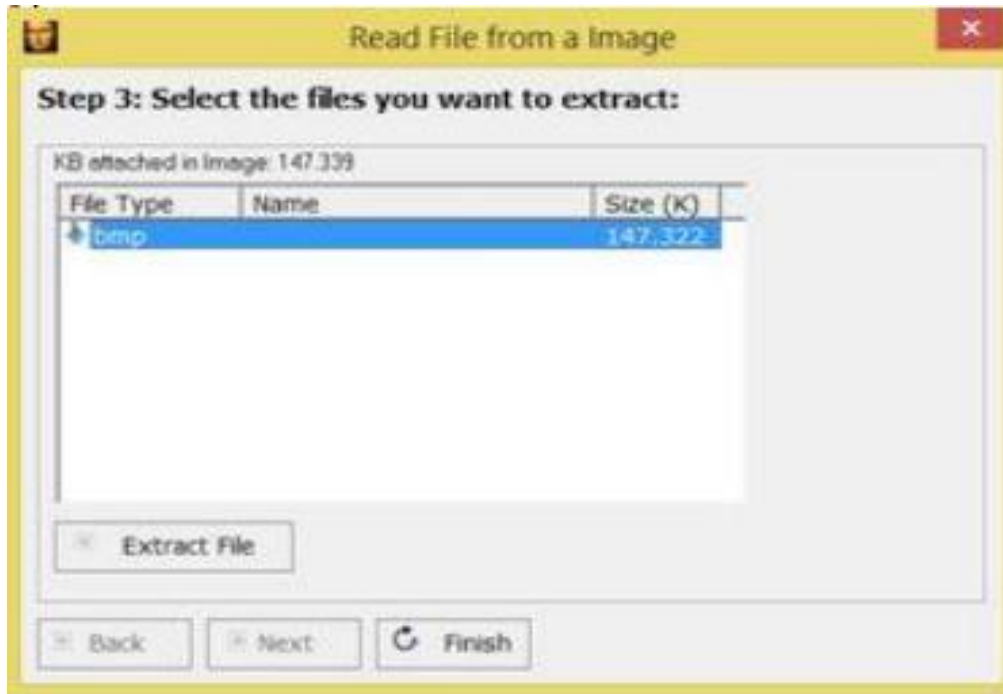 Read File from a Image
Step 3: Select the files you want to extract:
KB attached in Image: 147.339
File Type Name Size (K)
bmp 147.322
Extract File
Back Next Finish